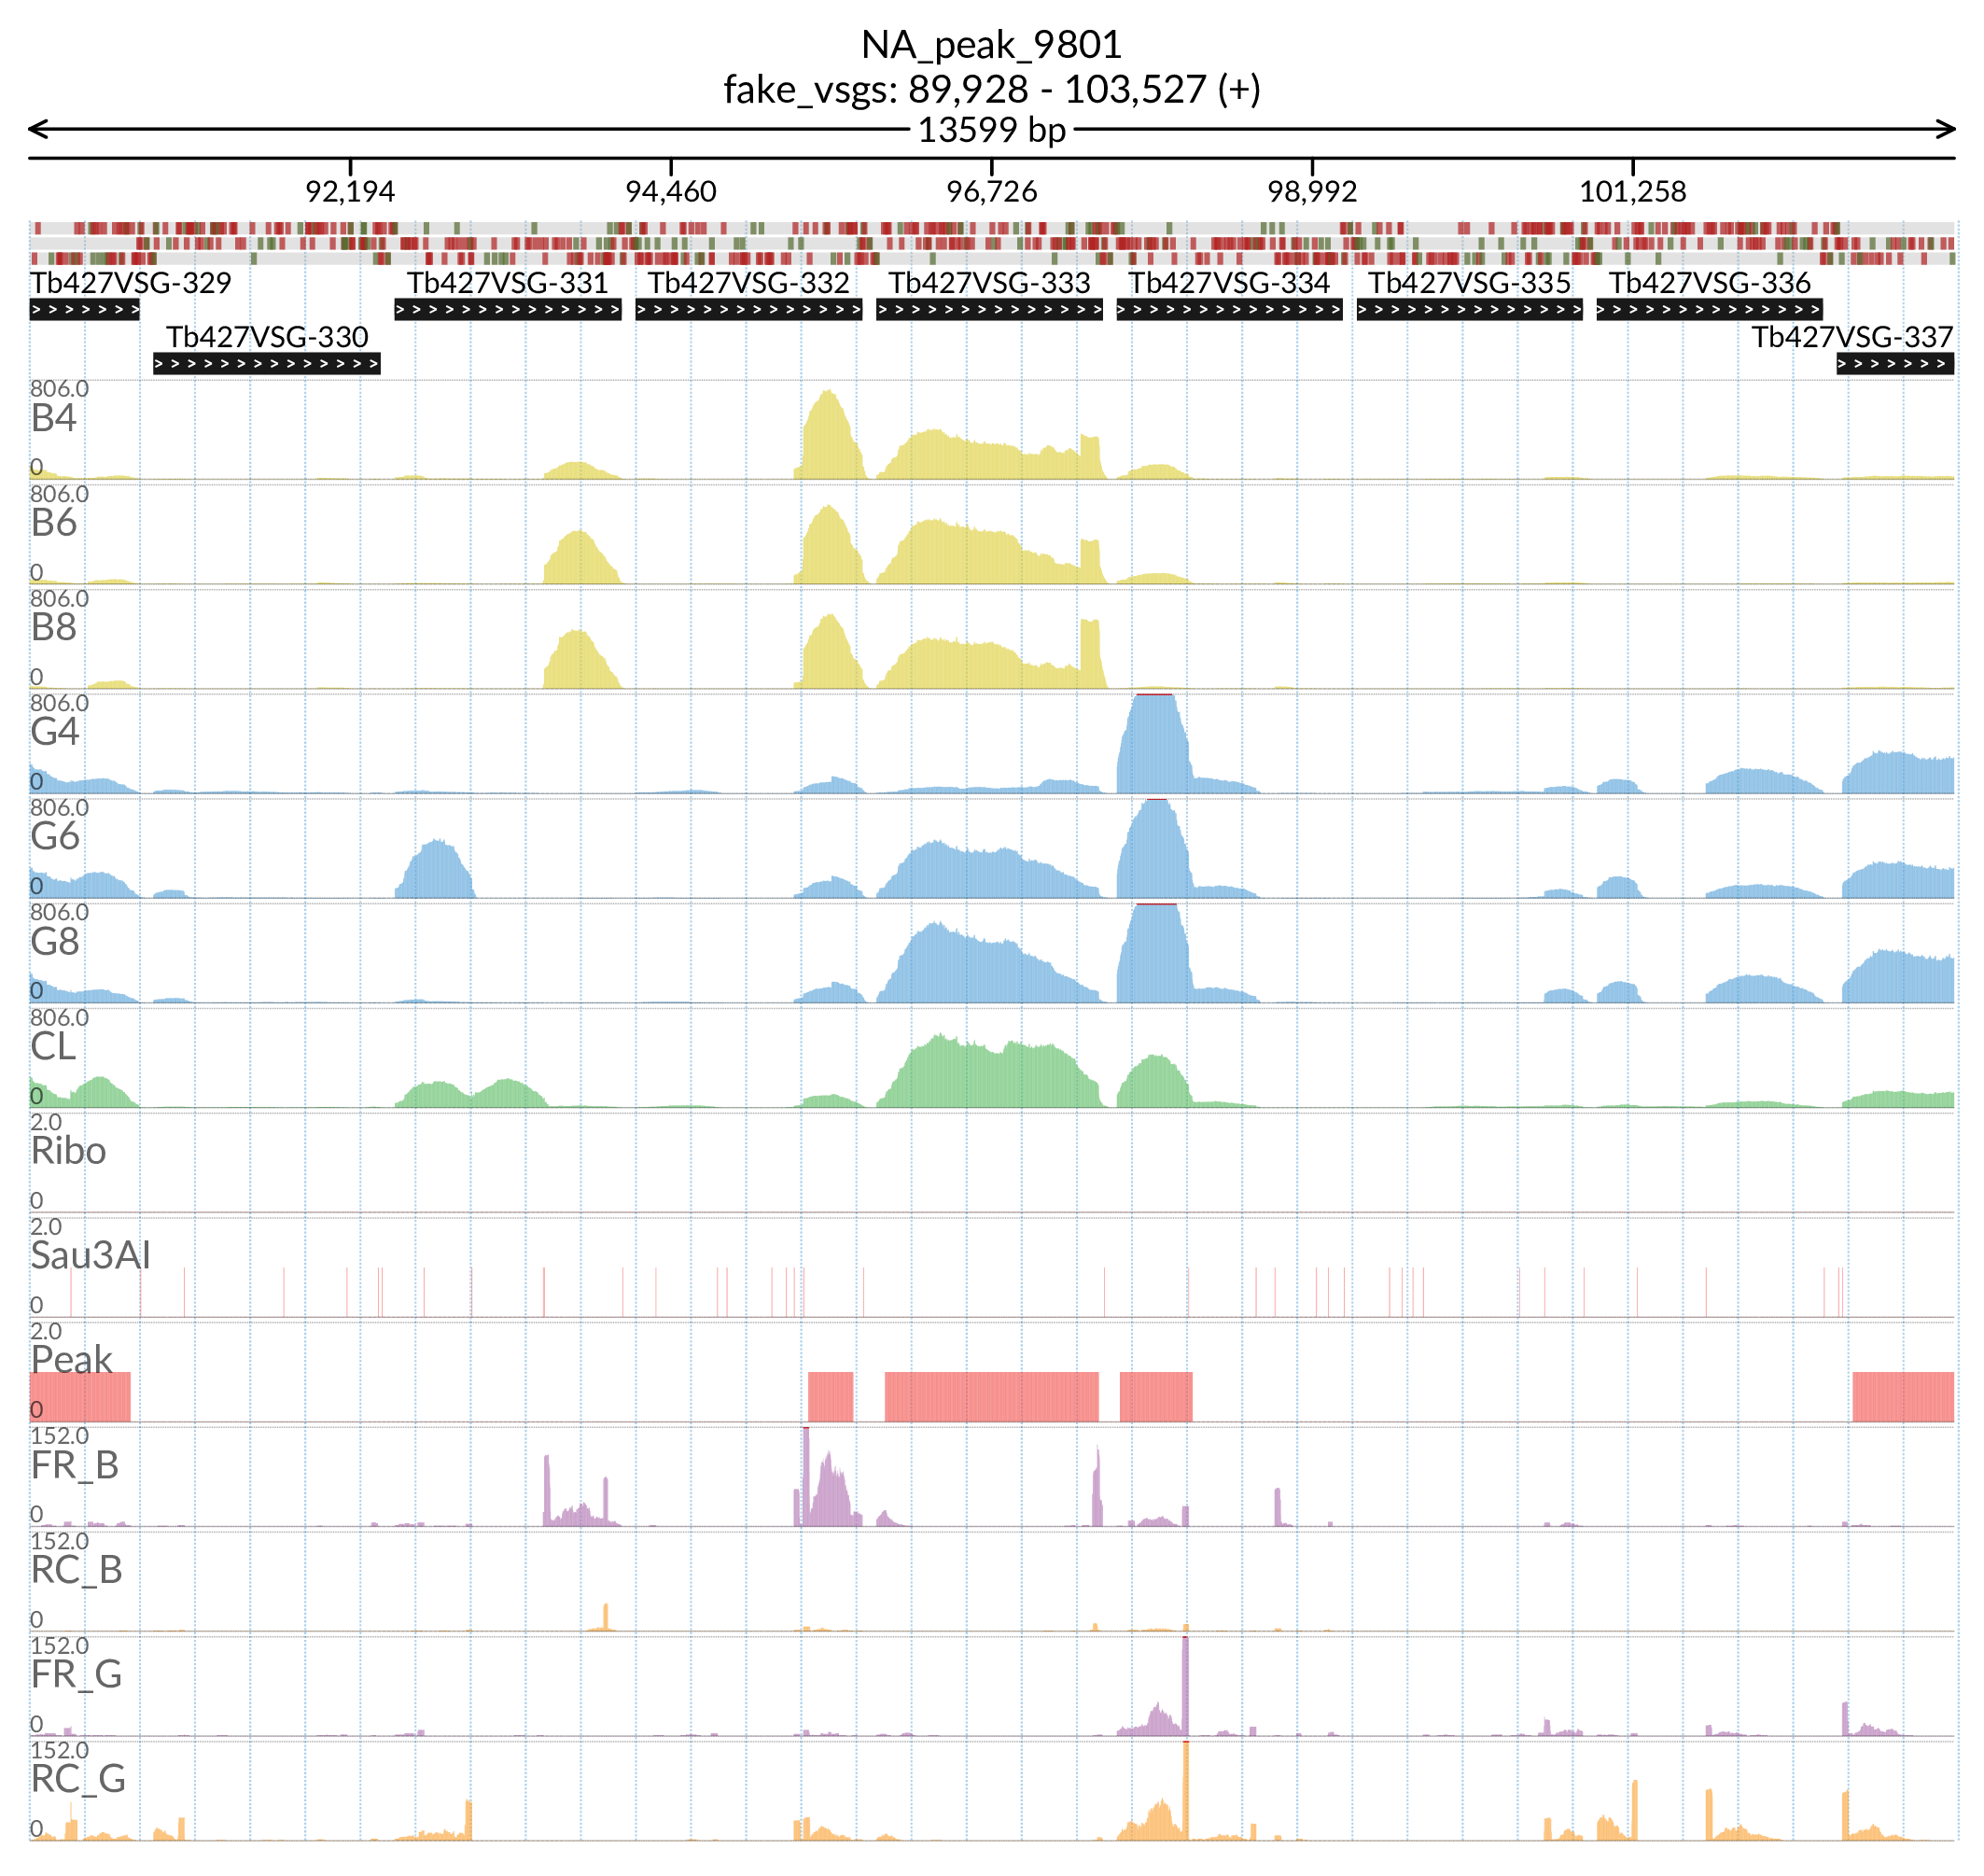 NA_peak_9801
fake_vsgs: 89,928 - 103,527 (+)
13599 bp
92,194 94,460 96,726 98,992 101,258
Tb427VSG-329 Tb427VSG-331 Tb427VSG-332 Tb427VSG-333 Tb427VSG-334 Tb427VSG-335 Tb427VSG-336
Tb427VSG-330 Tb427VSG-337
806.0
B4
0
806.0
B6
0
806.0
B8
0
806.0
G4
0
806.0
G6
0
806.0
G8
0
806.0
CL
0
2.0
Ribo
0
2.0
Sau3AI
0
2.0
Peak
0
152.0
FR_B
0
152.0
RC_B
0
152.0
FR_G
0
152.0
RC_G
0